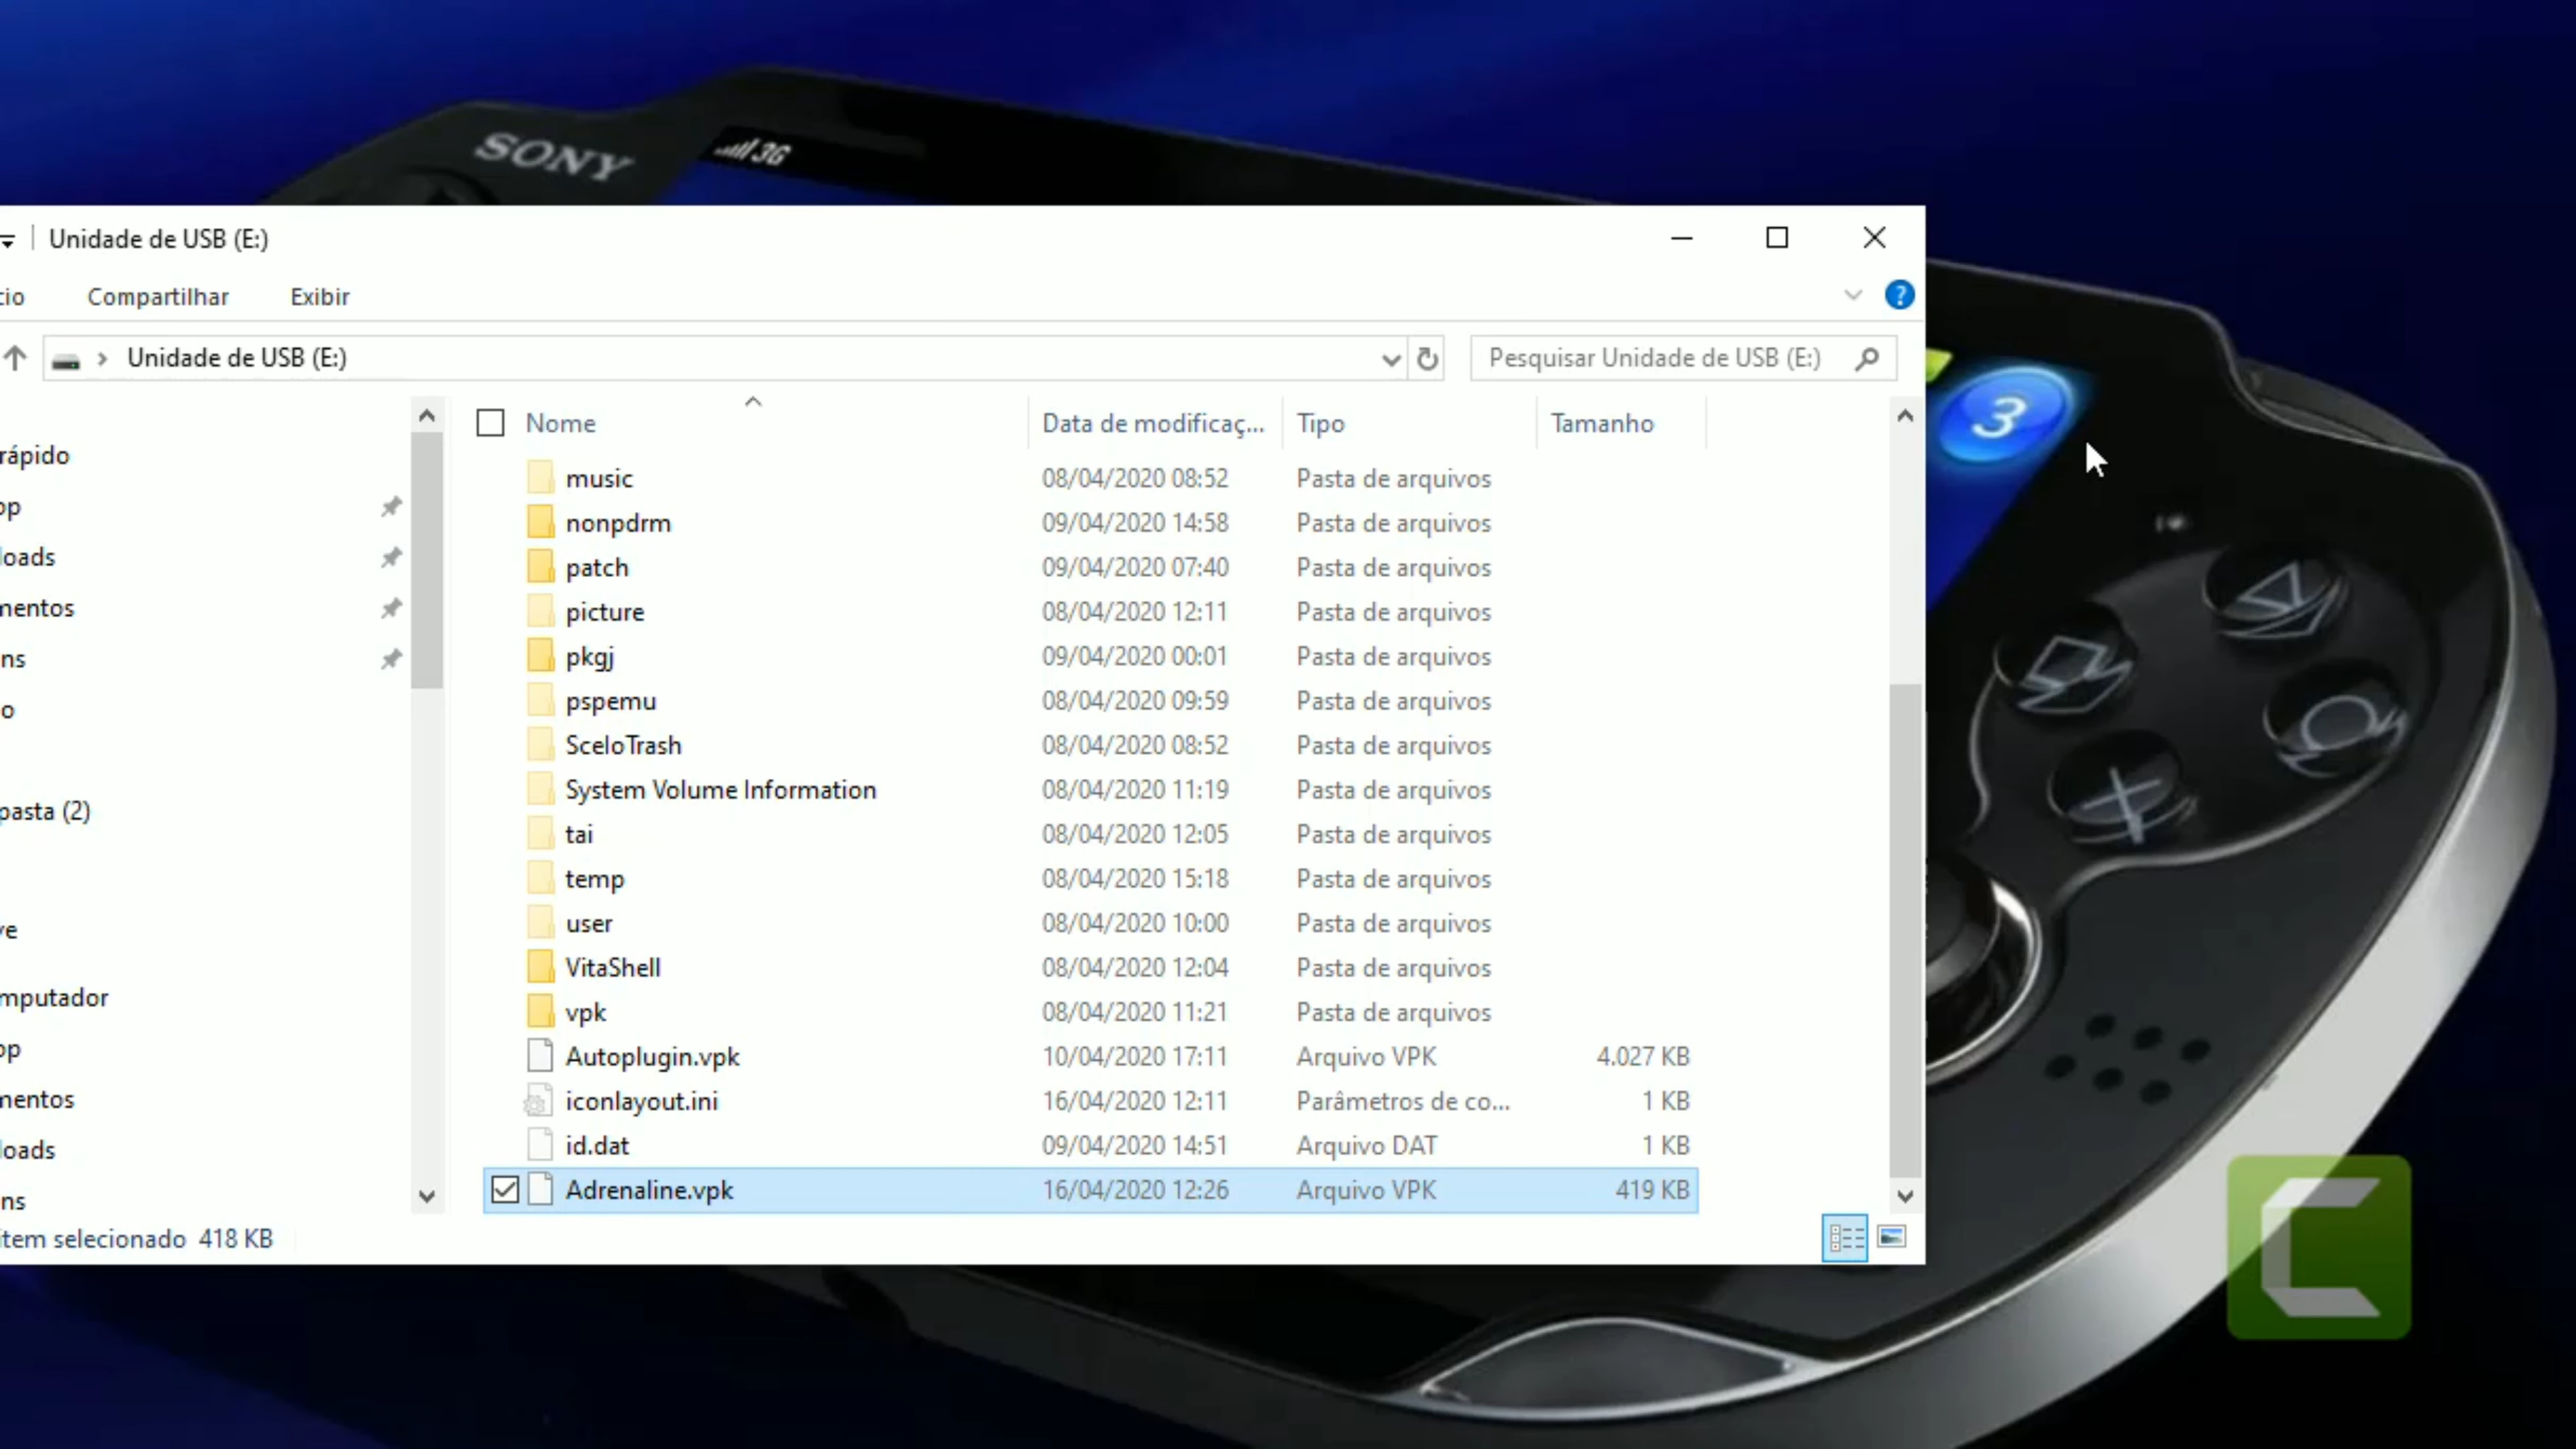 SONY
3G
Unidade de USB (E:)
cio Compartilhar Exibir
Unidade de USB (E:) Pesquisar Unidade de USB (E:)
Nome Data de modificaç... Tipo Tamanho
rápido
op
loads
mentos
ns
o
pasta (2)
ve
mputador
op
mentos
loads
ns
music 08/04/2020 08:52 Pasta de arquivos
nonpdrm 09/04/2020 14:58 Pasta de arquivos
patch 09/04/2020 07:40 Pasta de arquivos
picture 08/04/2020 12:11 Pasta de arquivos
pkgj 09/04/2020 00:01 Pasta de arquivos
pspemu 08/04/2020 09:59 Pasta de arquivos
SceIoTrash 08/04/2020 08:52 Pasta de arquivos
System Volume Information 08/04/2020 11:19 Pasta de arquivos
tai 08/04/2020 12:05 Pasta de arquivos
temp 08/04/2020 15:18 Pasta de arquivos
user 08/04/2020 10:00 Pasta de arquivos
VitaShell 08/04/2020 12:04 Pasta de arquivos
vpk 08/04/2020 11:21 Pasta de arquivos
Autoplugin.vpk 10/04/2020 17:11 Arquivo VPK 4.027 KB
iconlayout.ini 16/04/2020 12:11 Parâmetros de co... 1 KB
id.dat 09/04/2020 14:51 Arquivo DAT 1 KB
Adrenaline.vpk 16/04/2020 12:26 Arquivo VPK 419 KB
item selecionado 418 KB
3